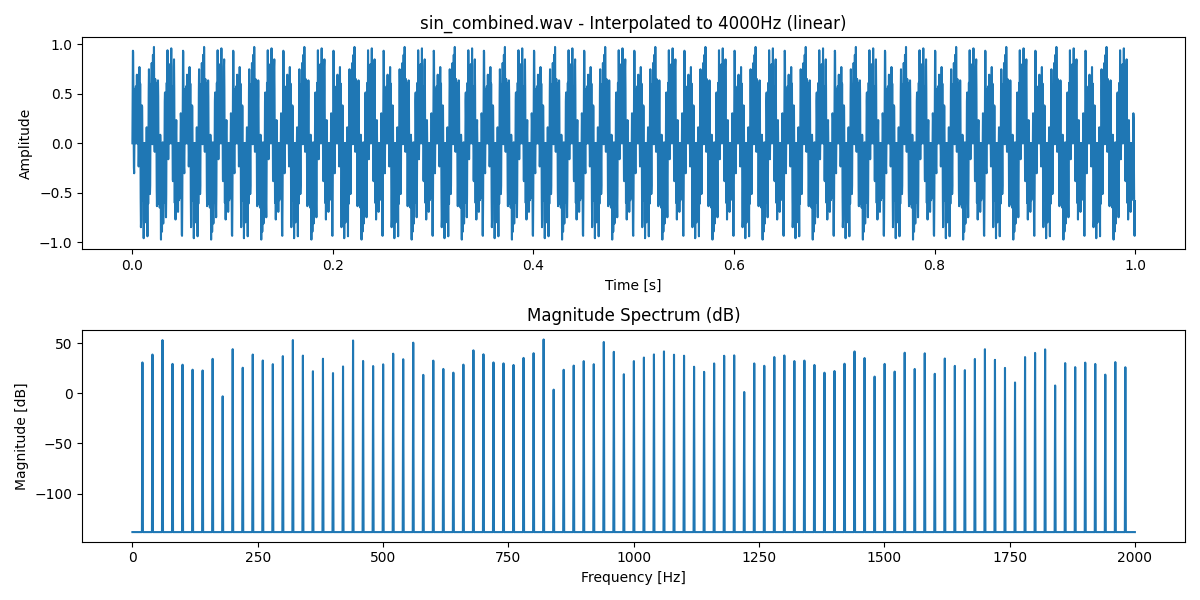 sin_combined.wav - Interpolated to 4000Hz (linear)
1.0
0.5
0.0
−0.5
−1.0
Amplitude
0.0 0.2 0.4 0.6 0.8 1.0
Time [s]
Magnitude Spectrum (dB)
50
0
−50
−100
Magnitude [dB]
0 250 500 750 1000 1250 1500 1750 2000
Frequency [Hz]